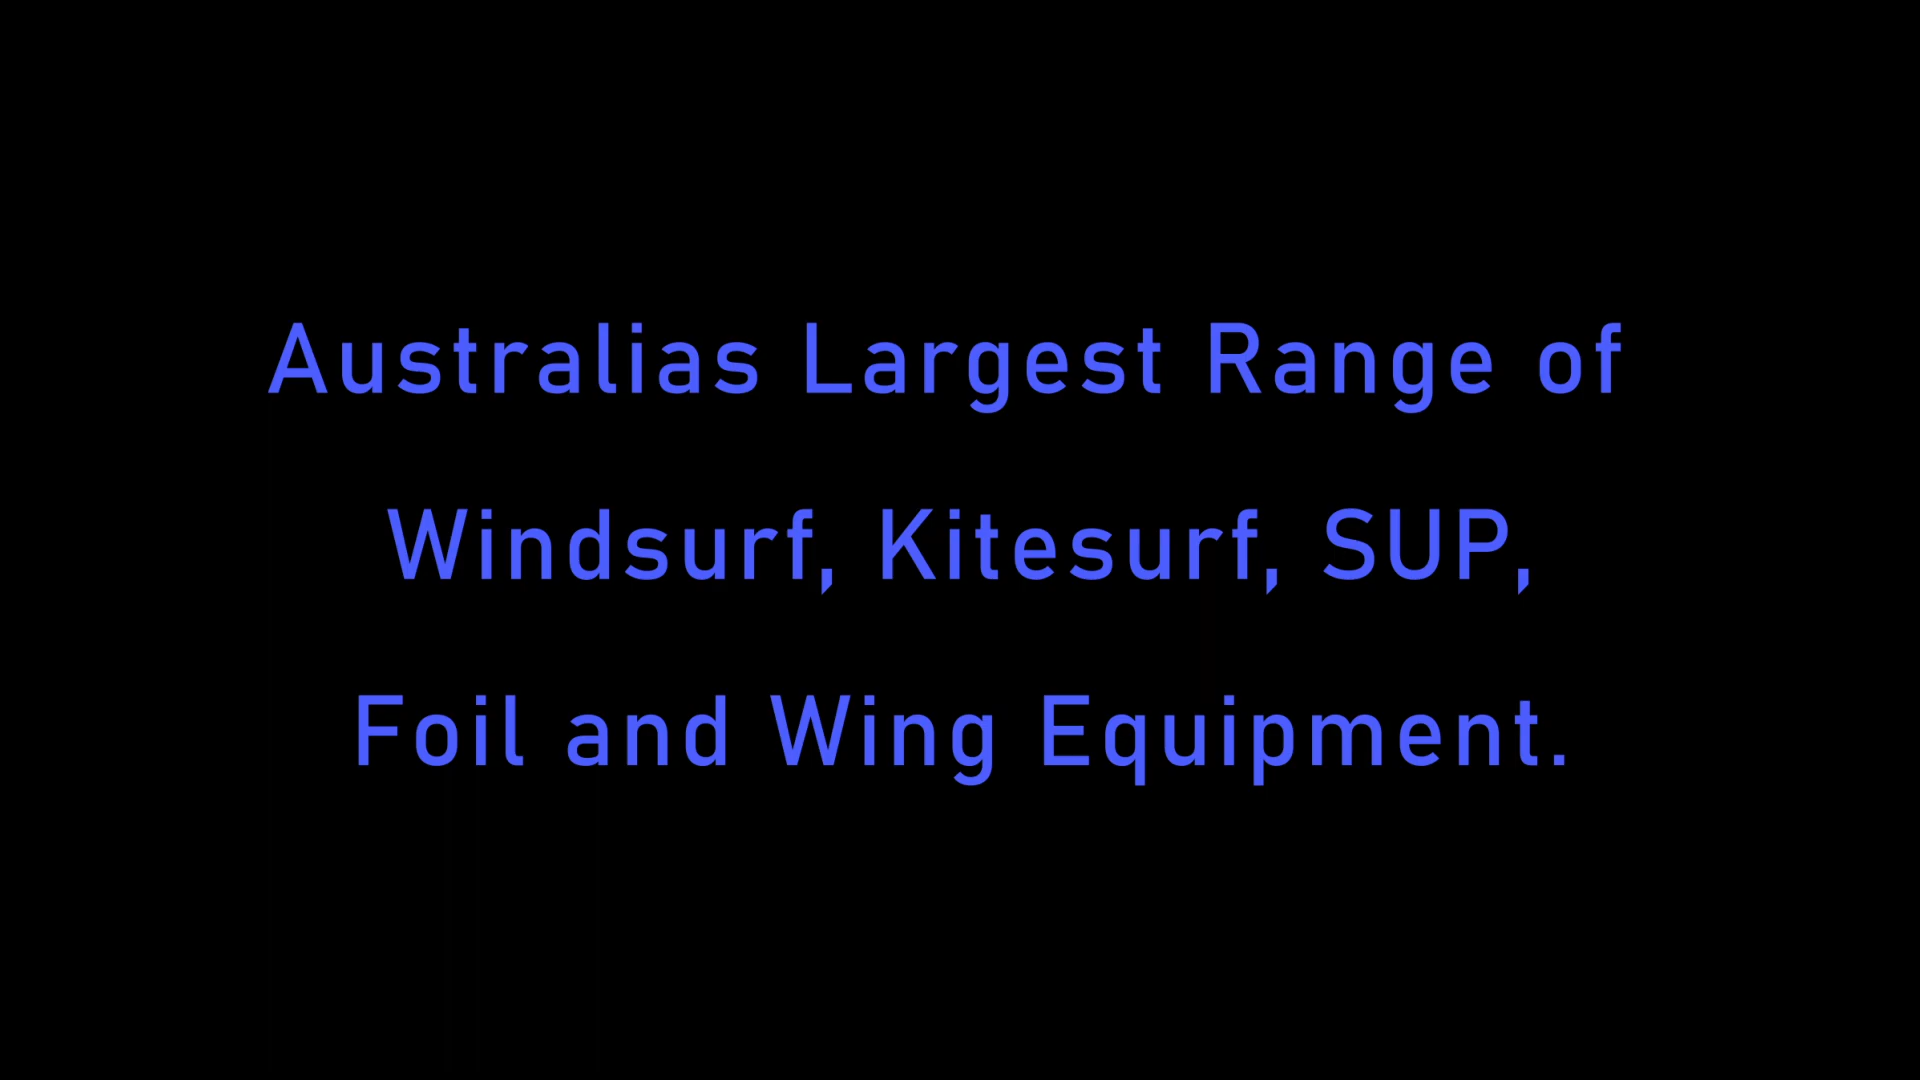 Australias Largest Range of
Windsurf, Kitesurf, SUP,
Foil and Wing Equipment.